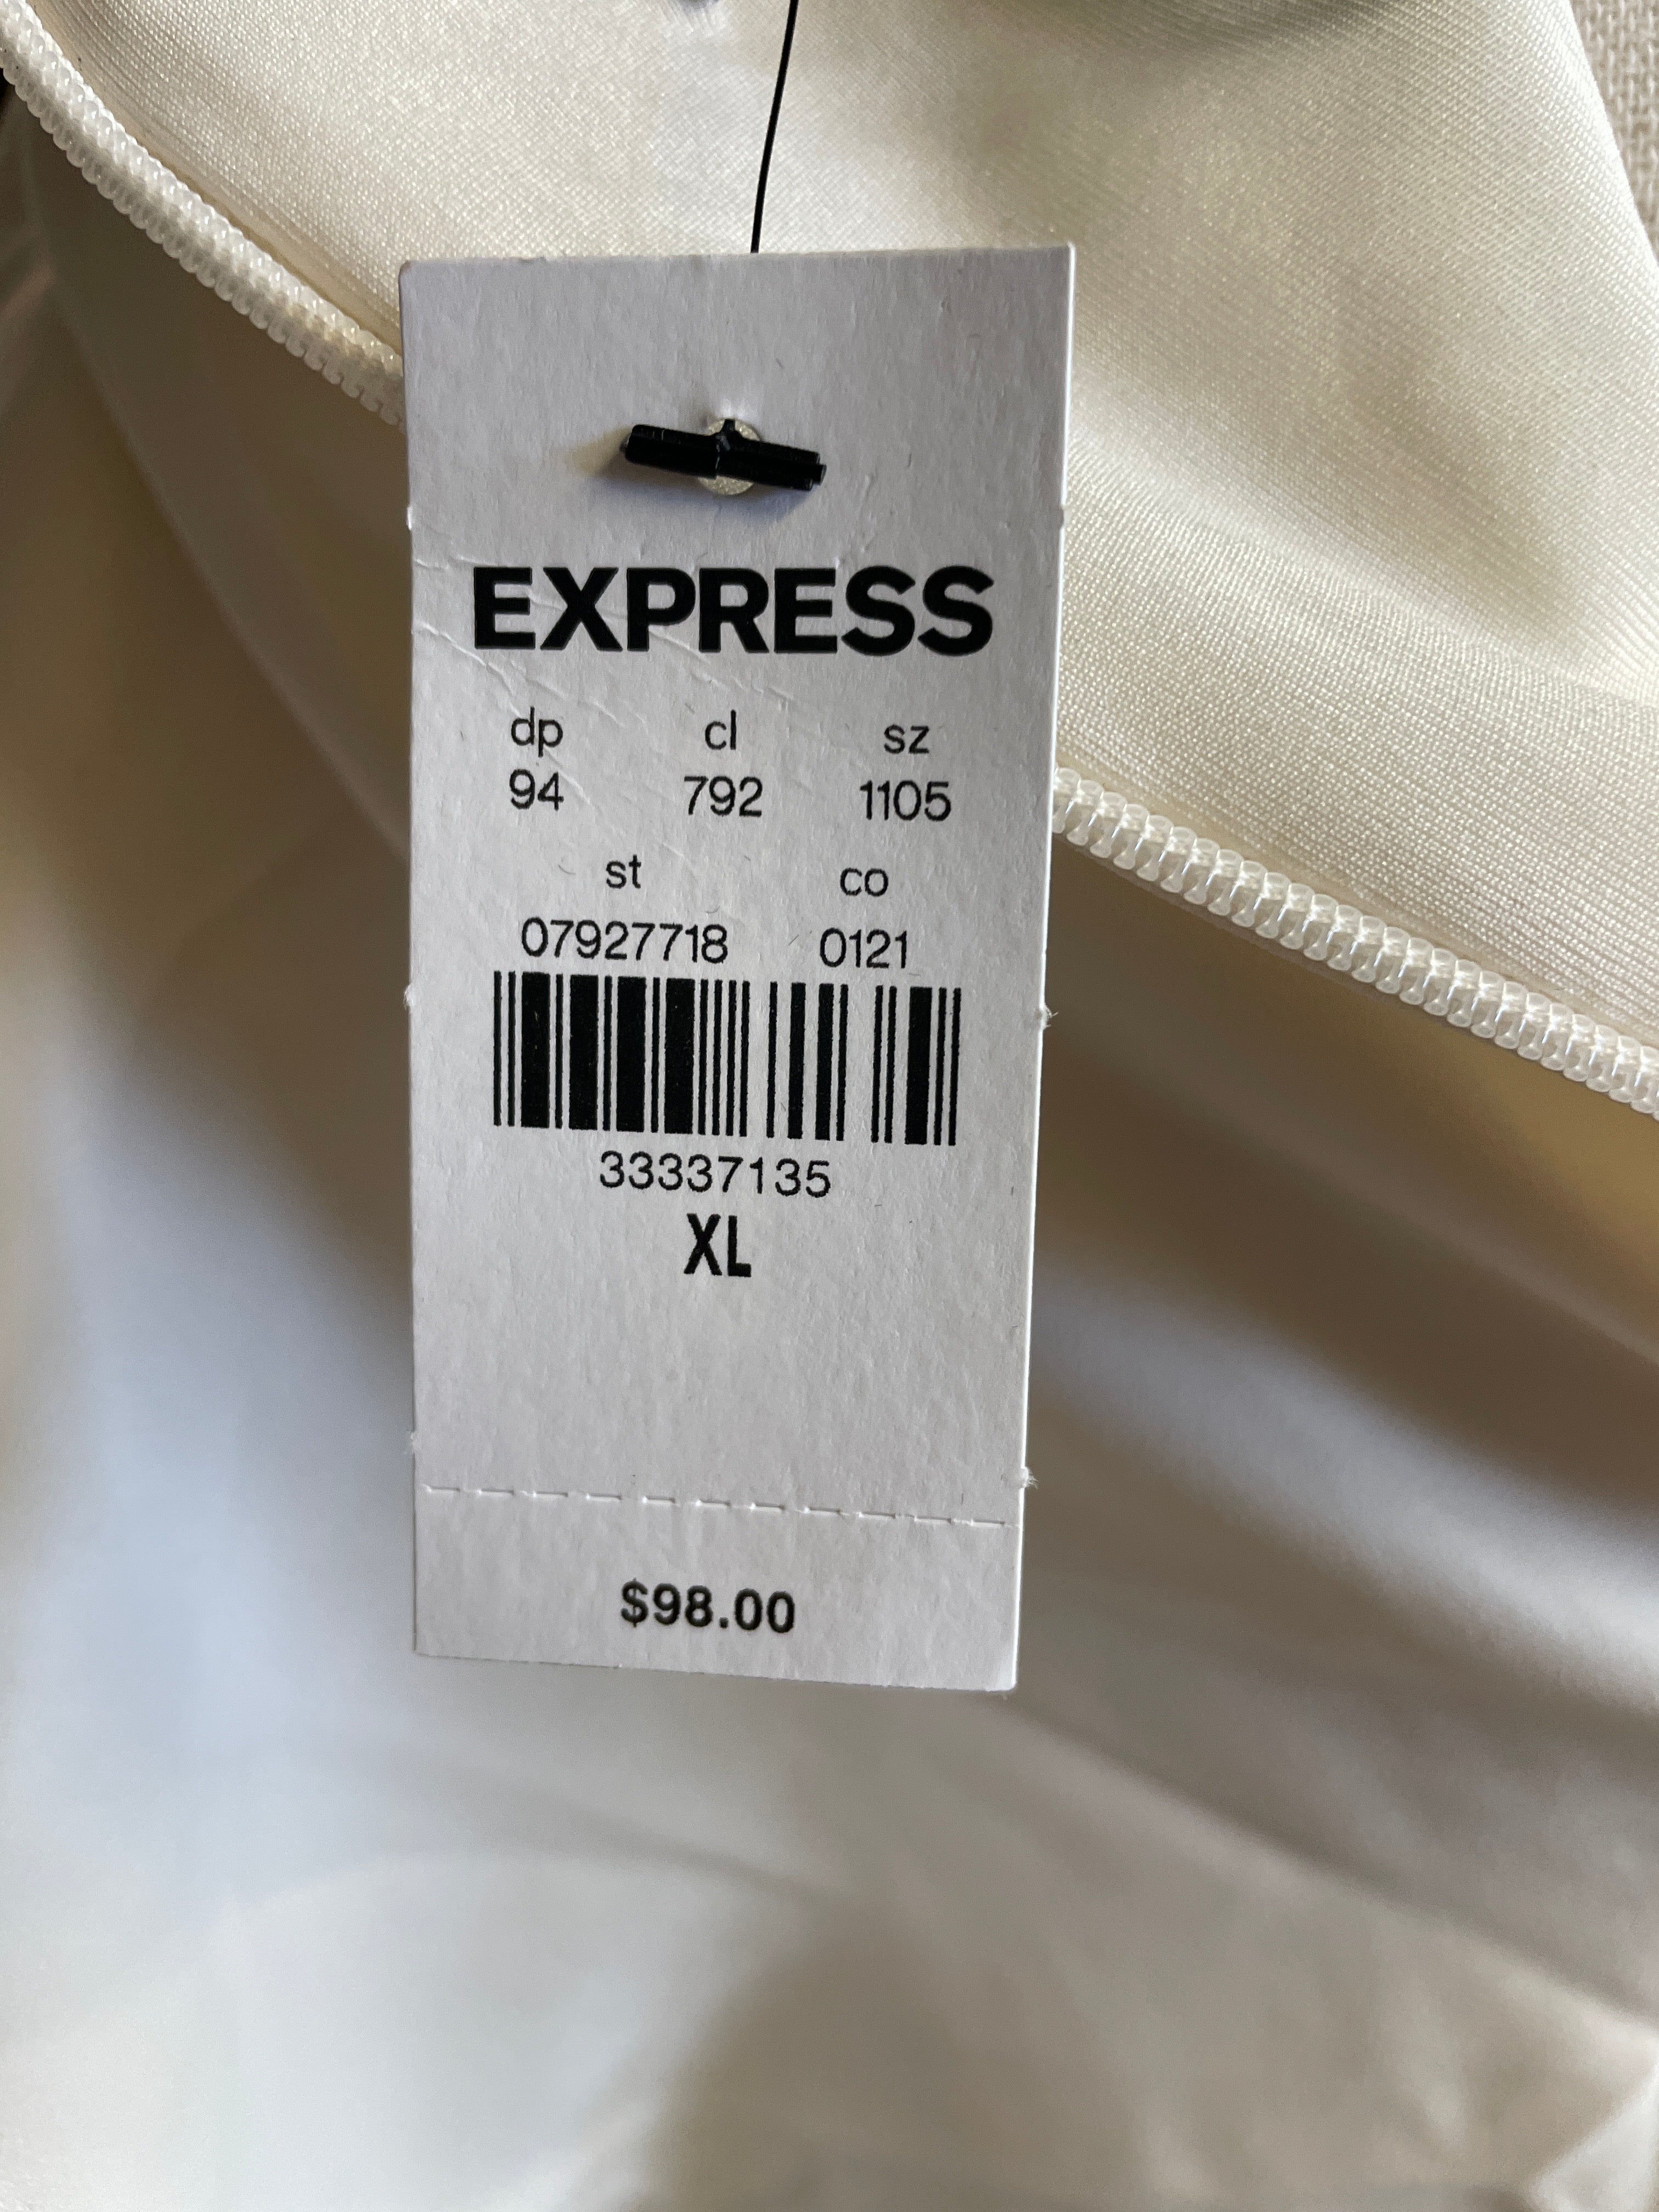 EXPRESS
dp cl sz
94 792 1105
st co
07927718 0121
33337135
XL
$98.00